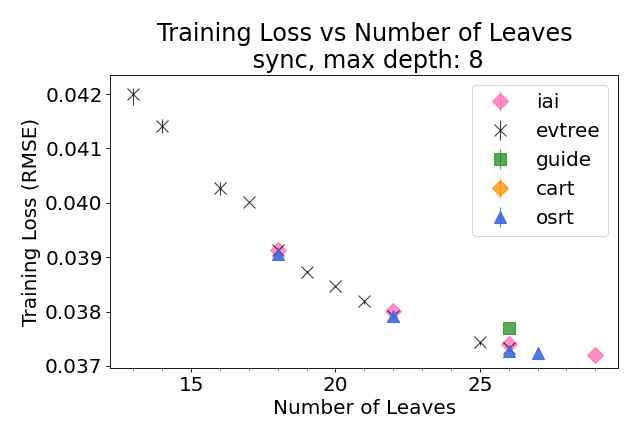 Training Loss vs Number of Leaves
sync, max depth: 8
Training Loss (RMSE)
0.042
0.041
0.040
0.039
0.038
0.037
iai
evtree
guide
cart
osrt
15
20
25
Number of Leaves